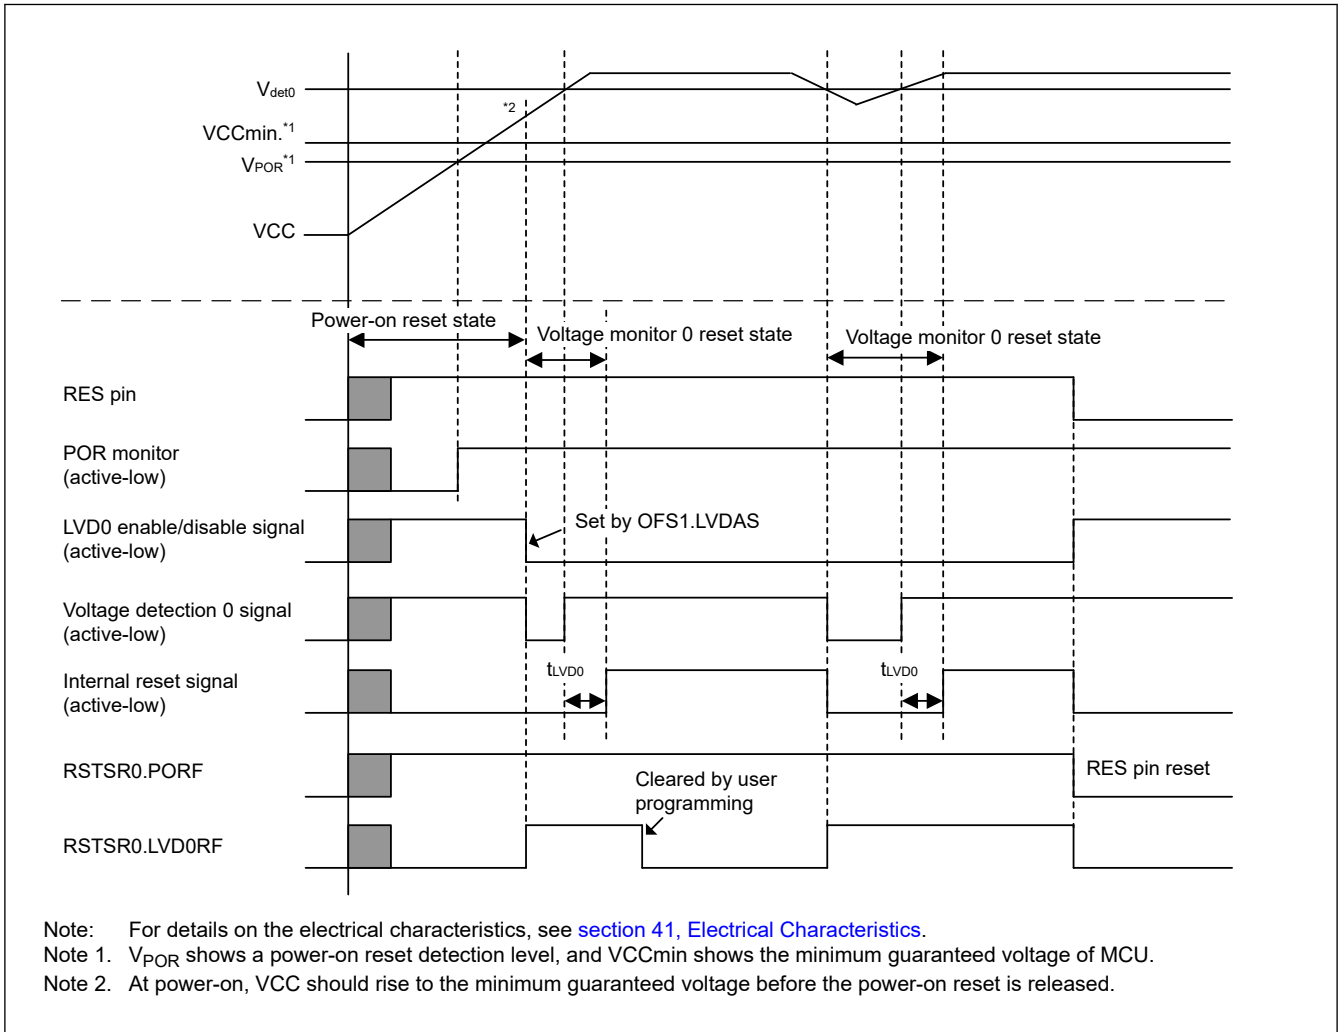 Vdet0
*2
VCCmin.*1
VPOR*1
VCC
Power-on reset state
Voltage monitor 0 reset state
Voltage monitor 0 reset state
RES pin
POR monitor
(active-low)
LVD0 enable/disable signal
(active-low)
Set by OFS1.LVDAS
Voltage detection 0 signal
(active-low)
Internal reset signal
(active-low)
tLVD0
tLVD0
RSTSR0.PORF
RES pin reset
Cleared by user
programming
RSTSR0.LVD0RF
Note: For details on the electrical characteristics, see section 41, Electrical Characteristics.
Note 1. VPOR shows a power-on reset detection level, and VCCmin shows the minimum guaranteed voltage of MCU.
Note 2. At power-on, VCC should rise to the minimum guaranteed voltage before the power-on reset is released.